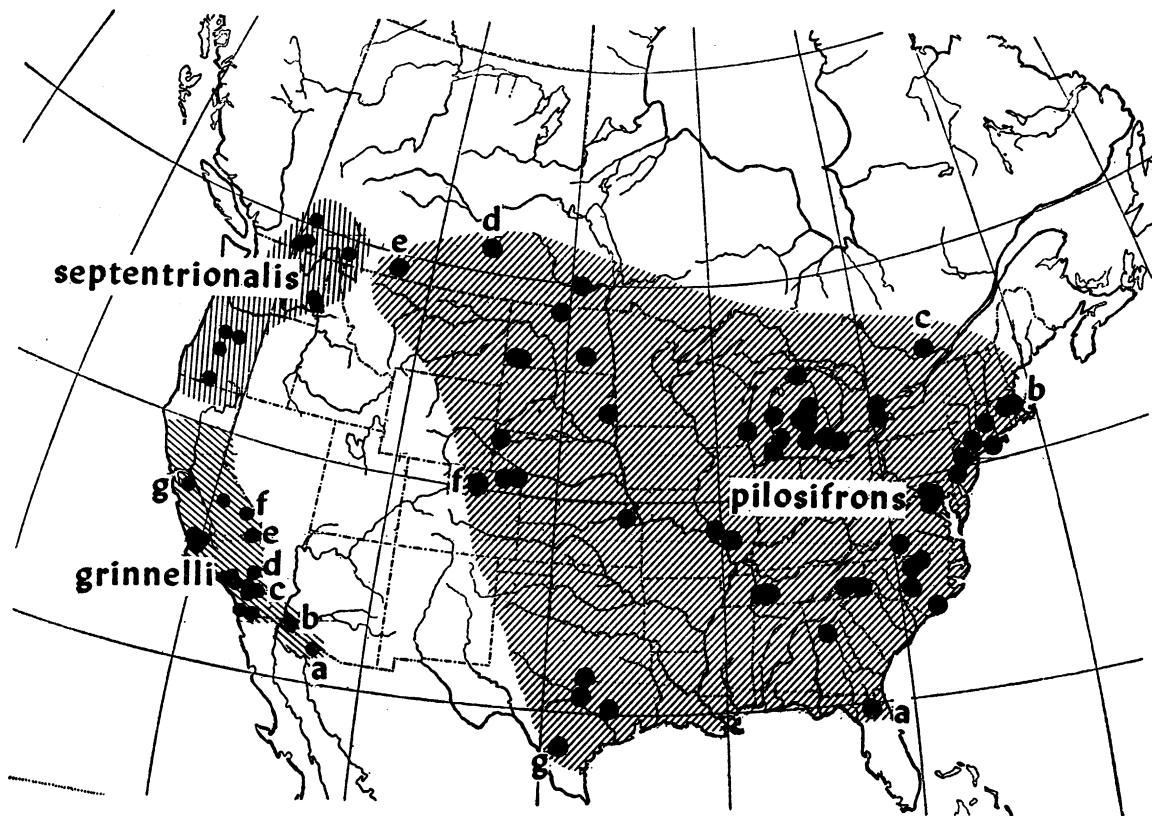 d
e
septentrionalis
c
b
g
f
f
pilosifrons
e
d
grinnelli
c
b
a
a
g